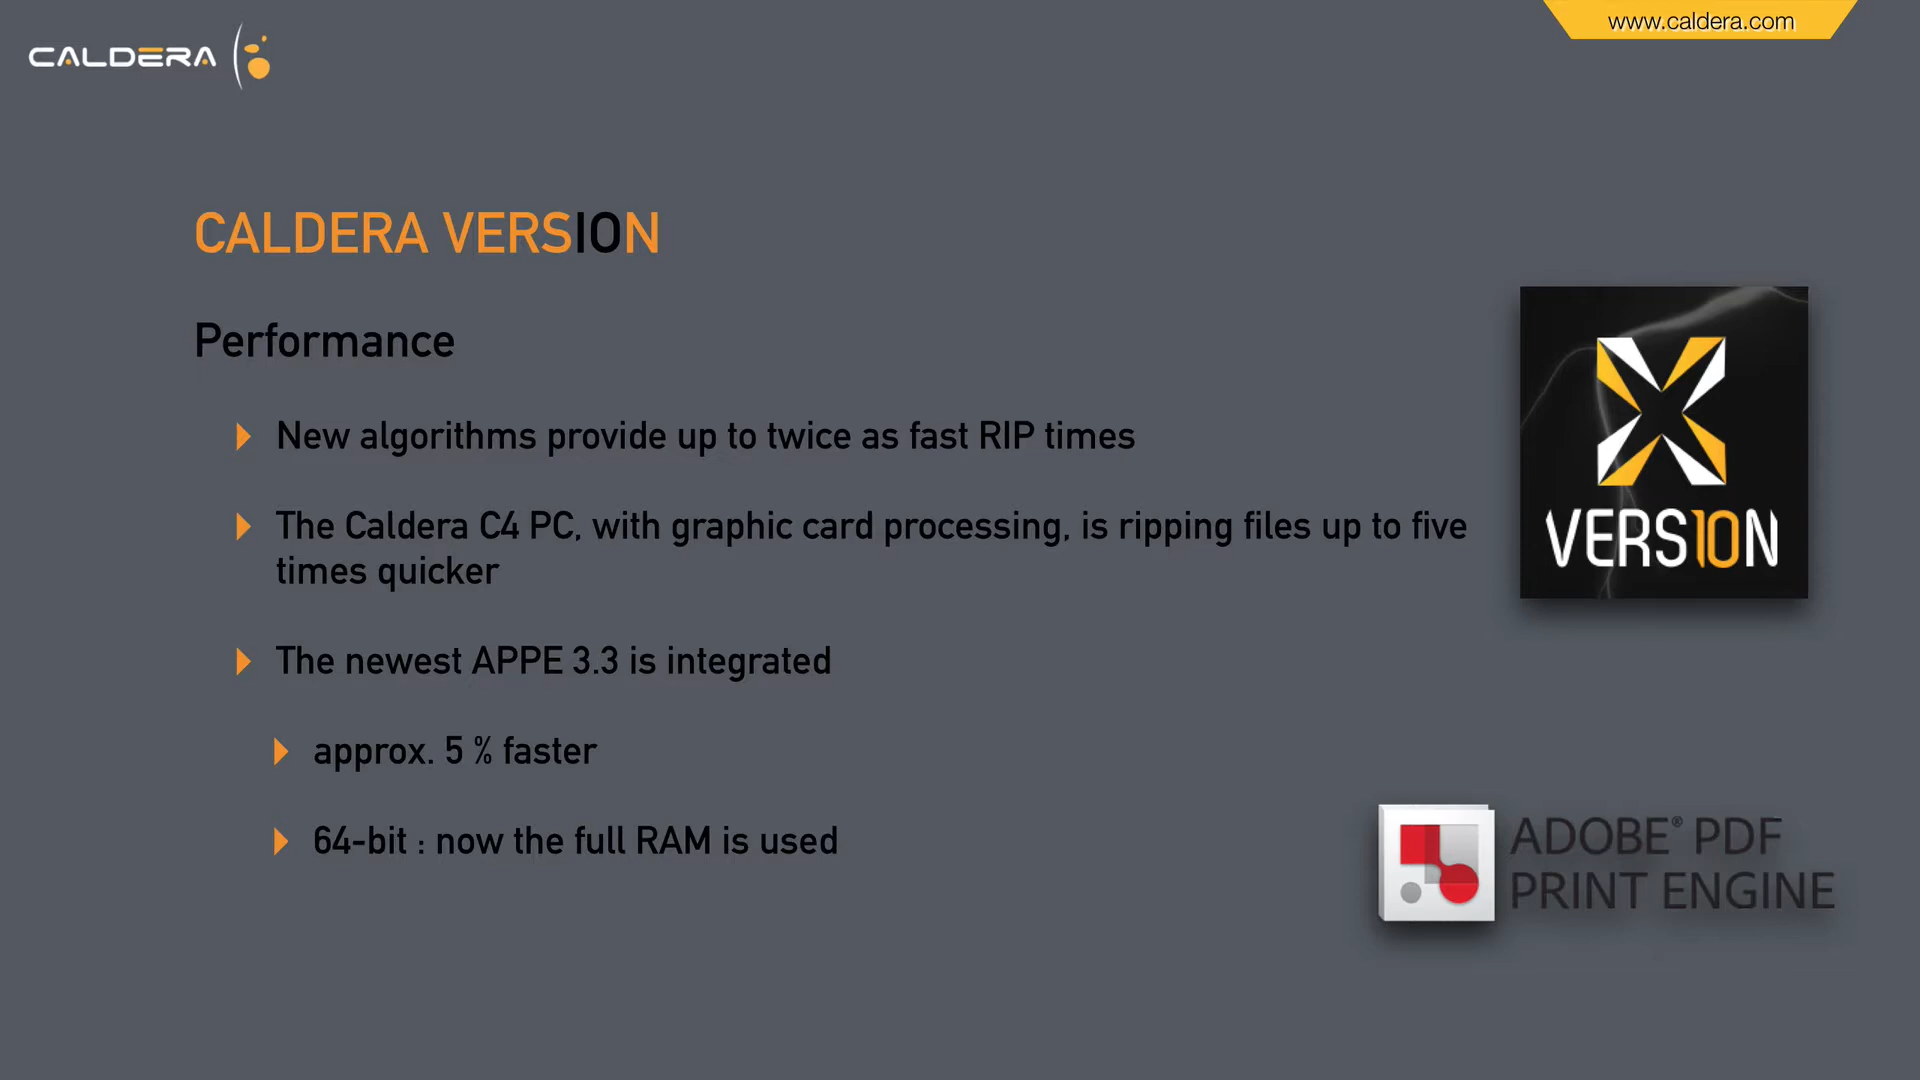 CALDERA
www.caldera.com
CALDERA VERSION
Performance
New algorithms provide up to twice as fast RIP times
The Caldera C4 PC, with graphic card processing, is ripping files up to five
times quicker
The newest APPE 3.3 is integrated
approx. 5 % faster
64-bit : now the full RAM is used
VERS10N
ADOBE® PDF
PRINT ENGINE